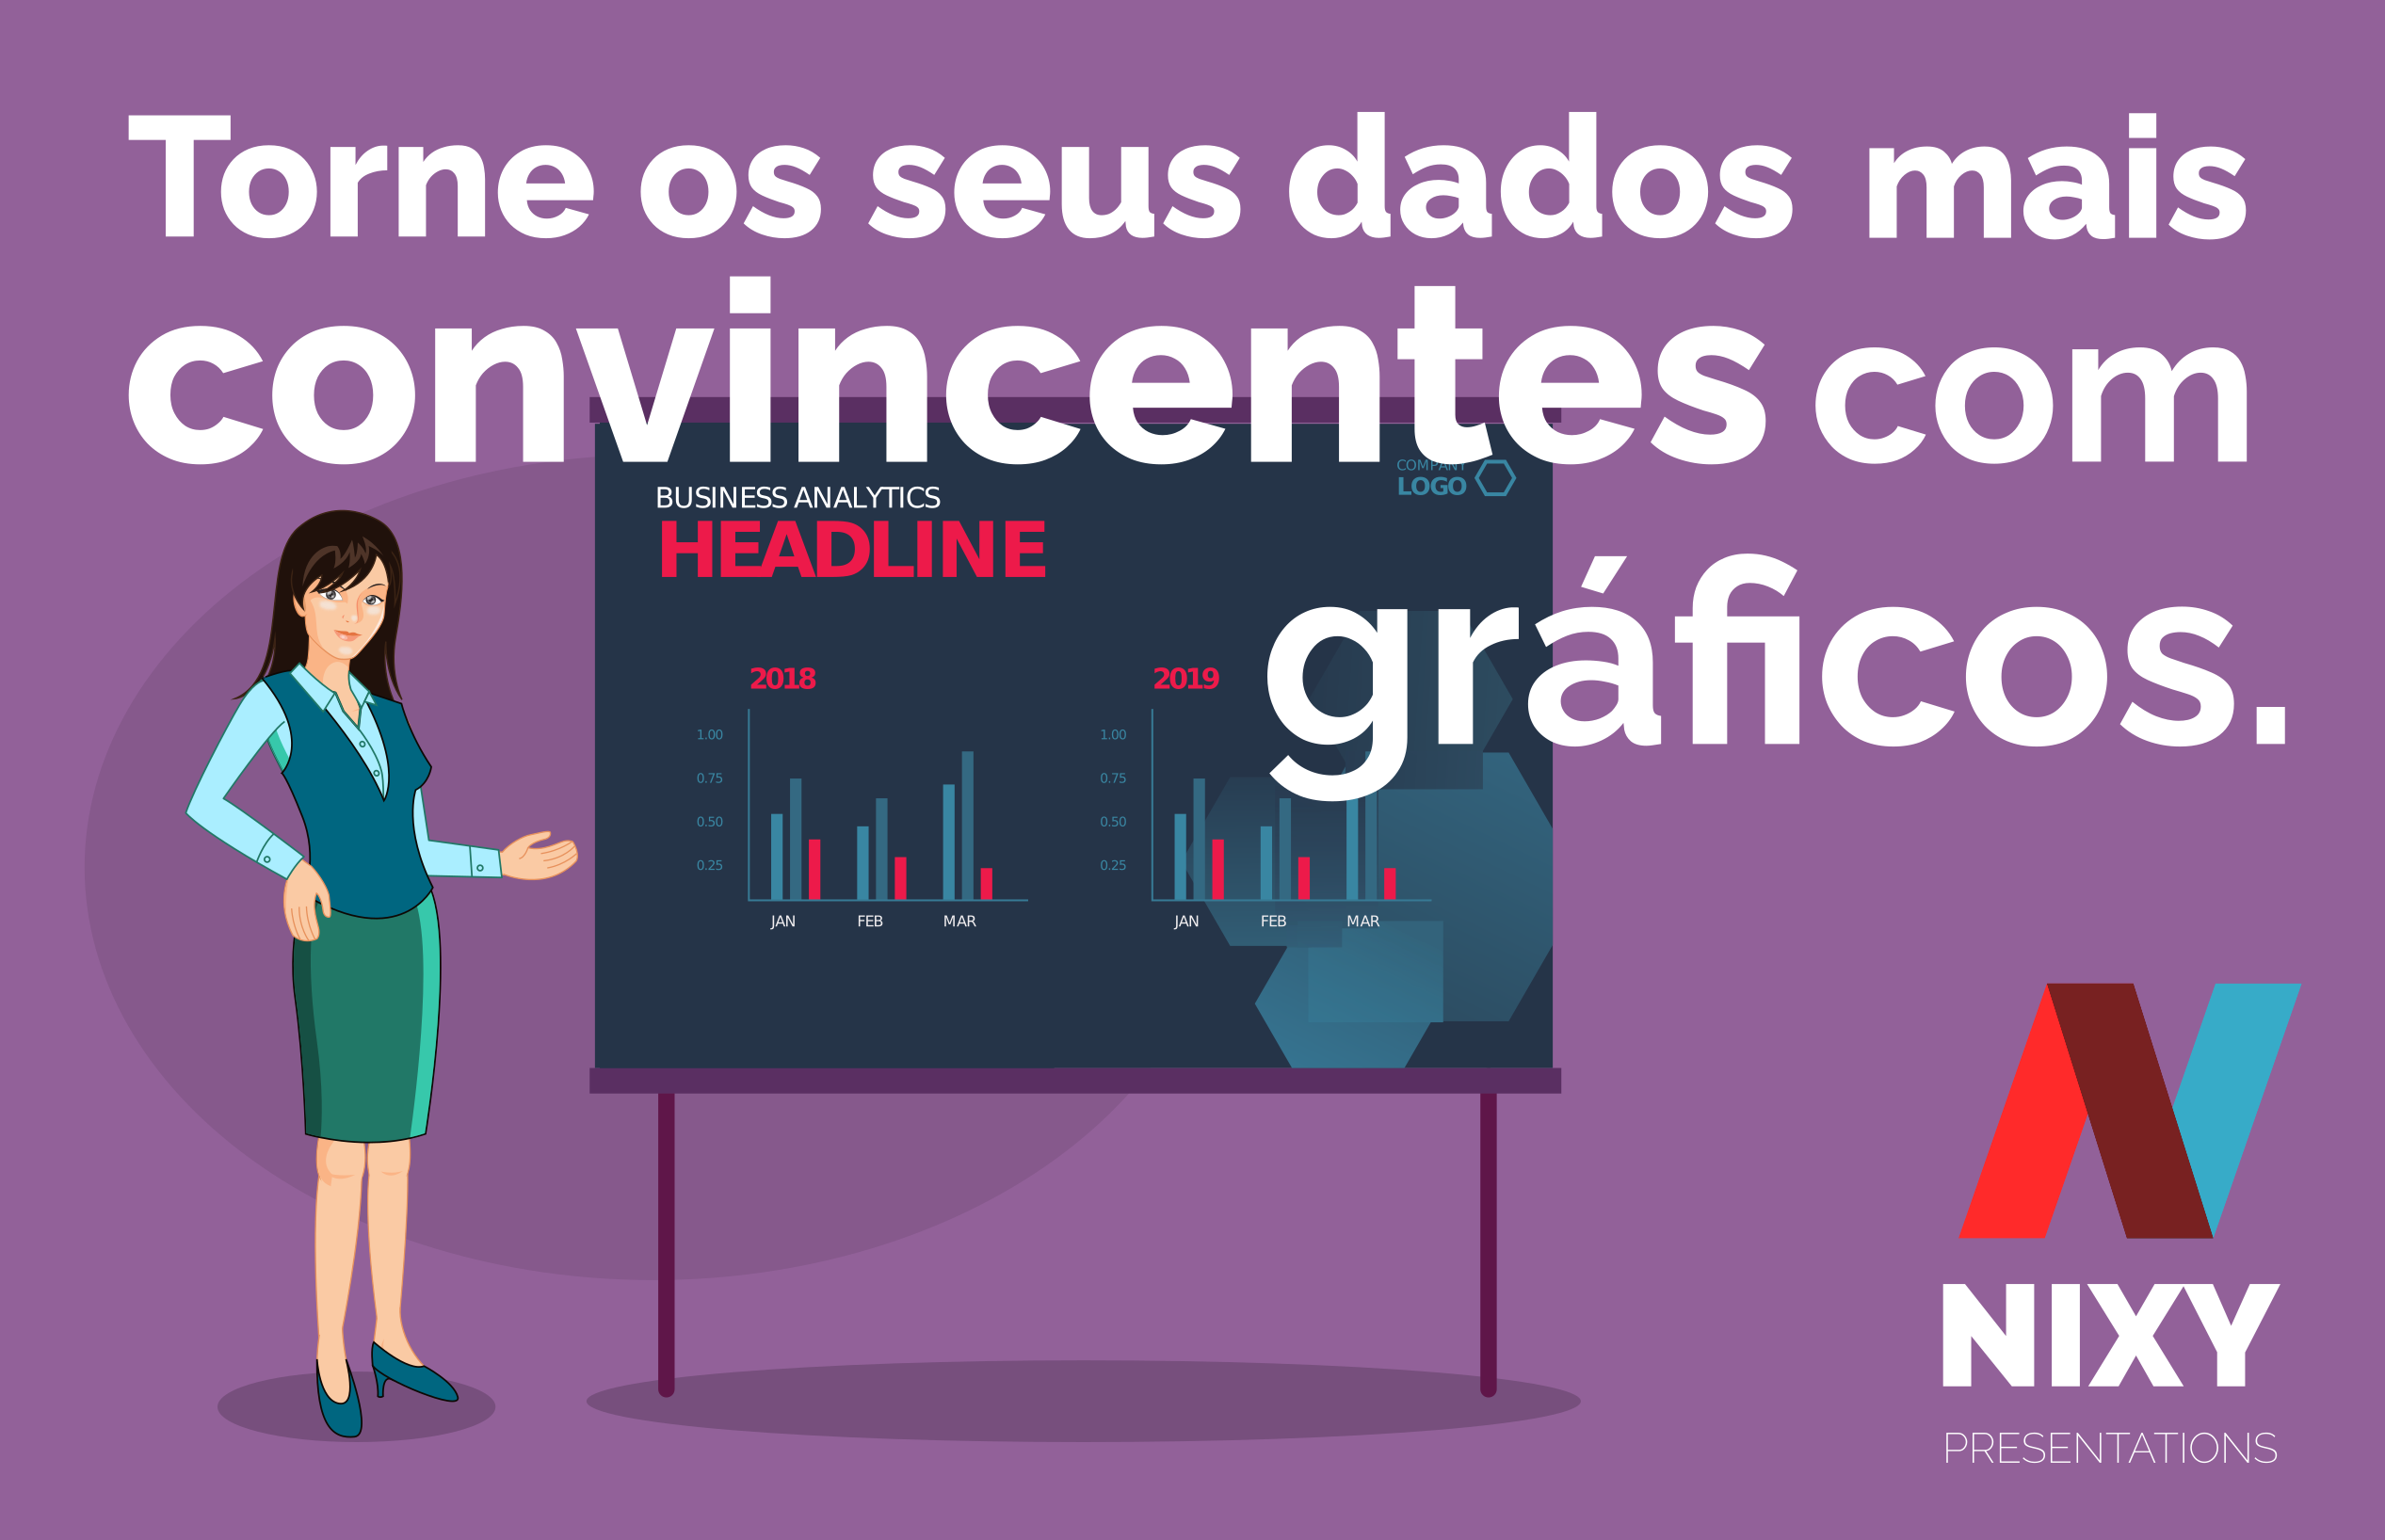 Torne os seus dados mais
convincentes com
gráficos.
COMPANY
LOGO
BUSINESS ANALYTICS
HEADLINE
2018
1.00
0.75
0.50
0.25
JAN FEB MAR
2019
1.00
0.75
0.50
0.25
JAN FEB MAR
NIXY
PRESENTATIONS